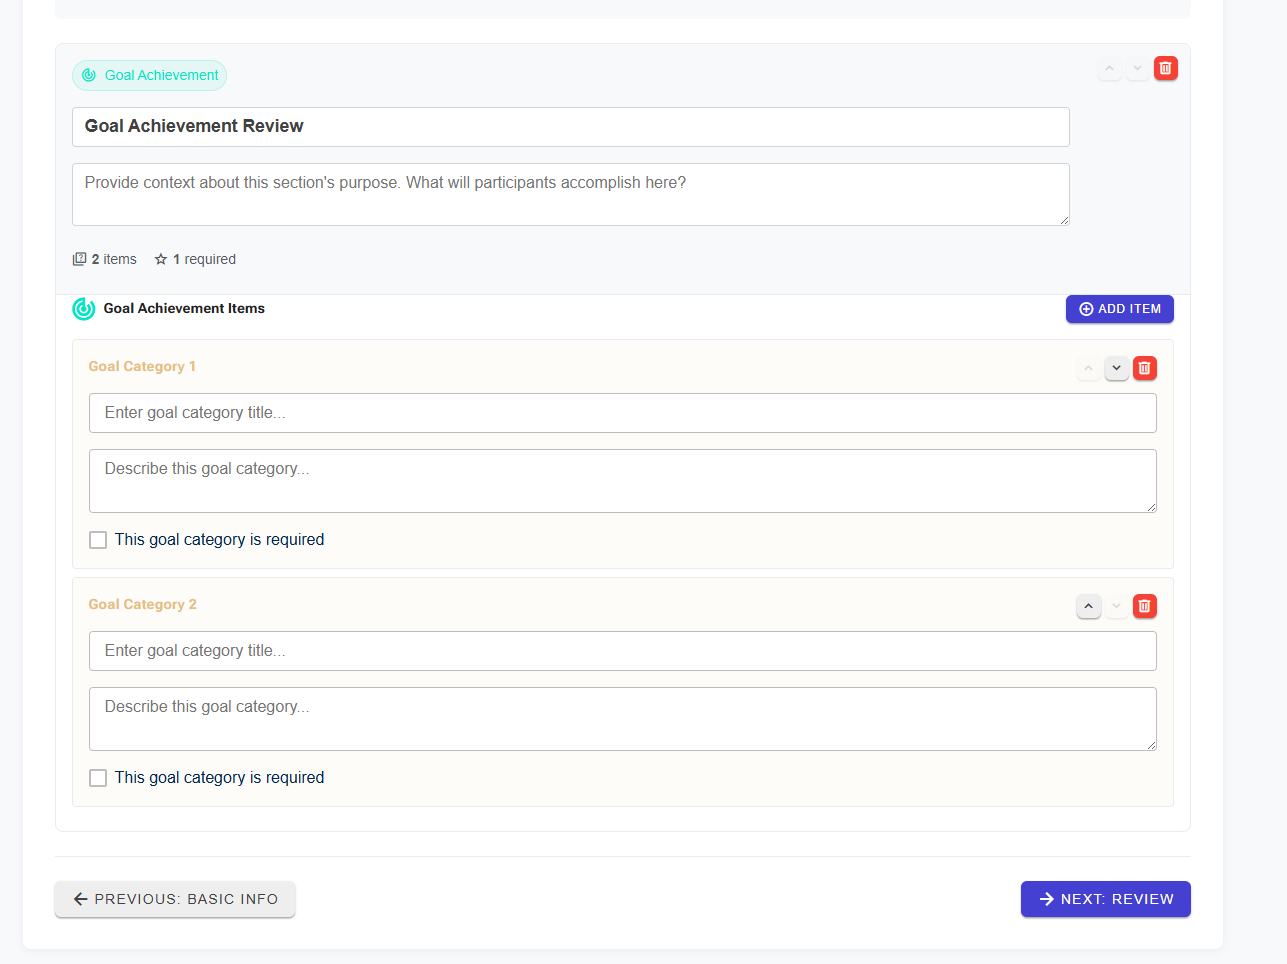 Goal Achievement
Goal Achievement Review
Provide context about this section's purpose. What will participants accomplish here?
2 items 1 required
Goal Achievement Items
ADD ITEM
Goal Category 1
Enter goal category title...
Describe this goal category...
This goal category is required
Goal Category 2
Enter goal category title...
Describe this goal category...
This goal category is required
PREVIOUS: BASIC INFO
NEXT: REVIEW